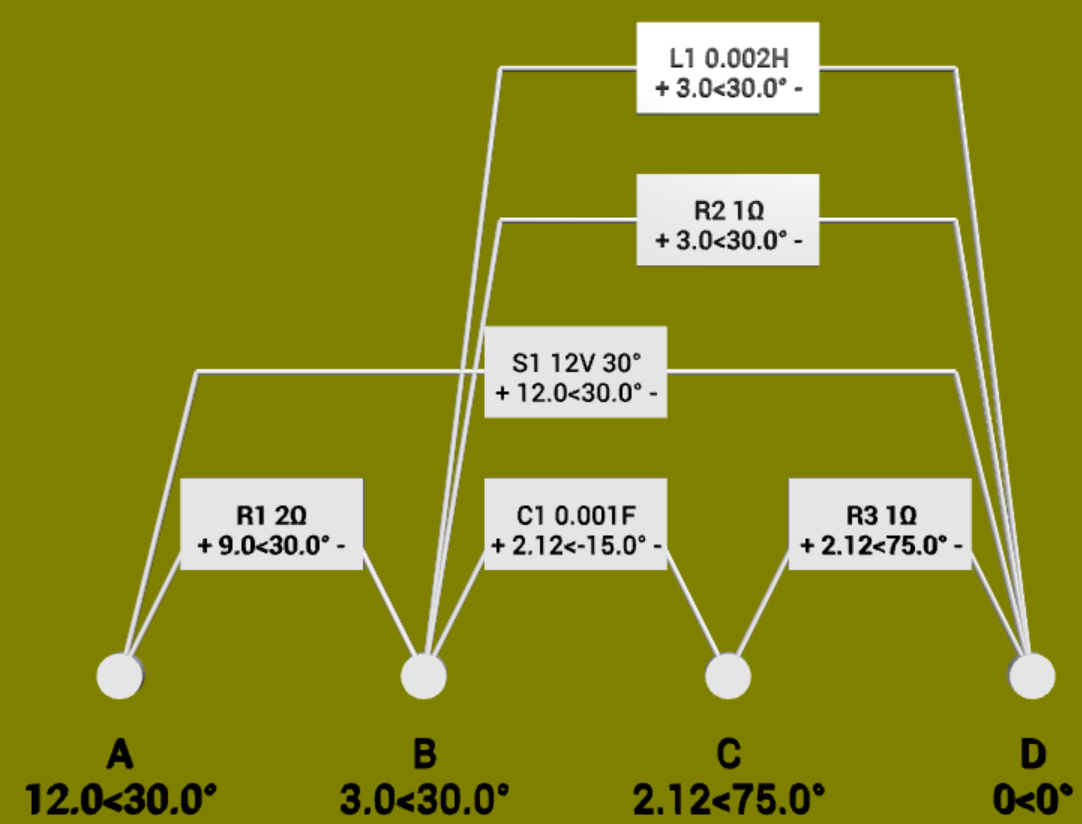 L1 0.002H
+ 3.0<30.0° -
R2 1Ω
+ 3.0<30.0° -
S1 12V 30°
+ 12.0<30.0° -
R1 2Ω
+ 9.0<30.0° -
C1 0.001F
+ 2.12<-15.0° -
R3 1Ω
+ 2.12<75.0° -
A
12.0<30.0°
B
3.0<30.0°
C
2.12<75.0°
D
0<0°